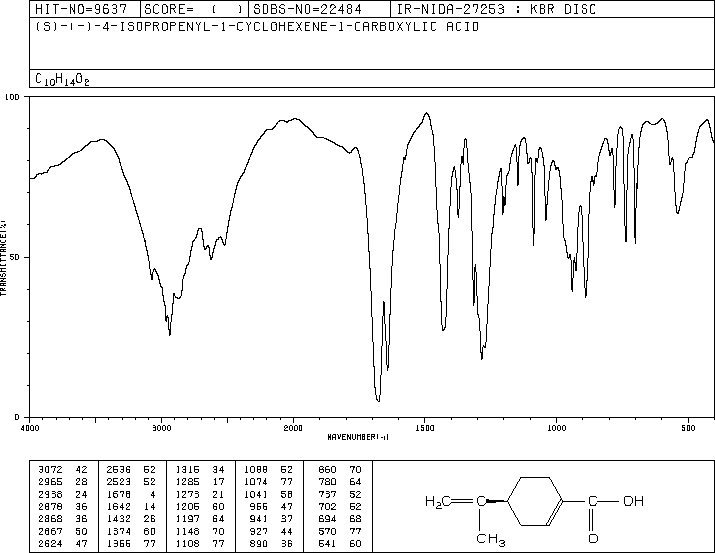 HIT-NO=9637 SCORE= ( ) SDBS-NO=22484 IR-NIDA-27253 : KBR DISC
(S)-(-)-4-ISOPROPENYL-1-CYCLOHEXENE-1-CARBOXYLIC ACID
C10H14O2
100
50
0
TRANSMITTANCE(%)
4000 3000 2000 1500 1000 500
WAVENUMBER(-1)
3072 42 2536 52 1316 34 1088 52 860 70
2965 28 2523 52 1285 17 1074 77 780 64
2938 24 1678 4 1273 21 1041 58 737 52
2878 36 1642 14 1205 60 966 47 702 52
2868 36 1432 26 1197 64 941 37 694 68
2667 50 1374 60 1148 70 927 44 570 77
2624 47 1366 77 1108 77 890 36 541 60
H2C C C OH
CH3 O